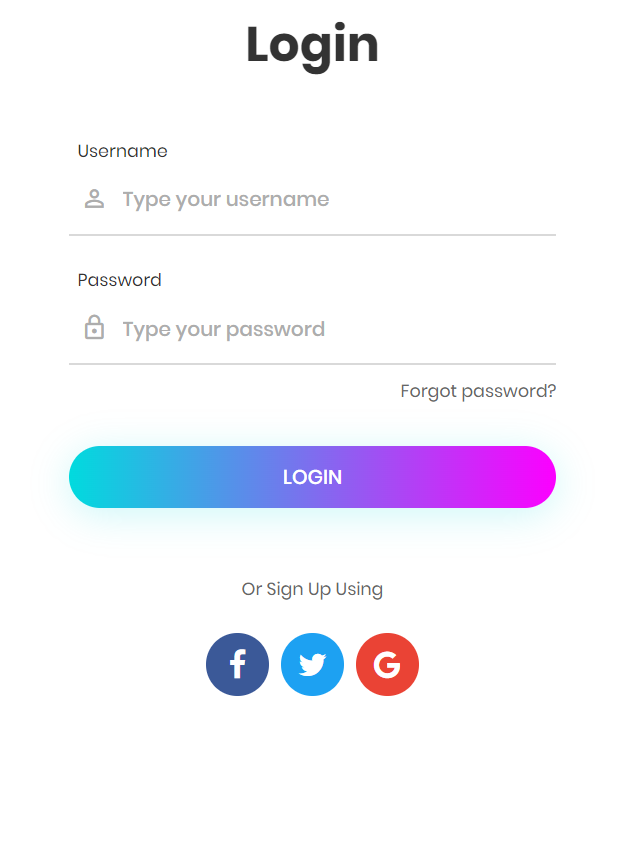 Login
Username
Type your username
Password
Type your password
Forgot password?
LOGIN
Or Sign Up Using